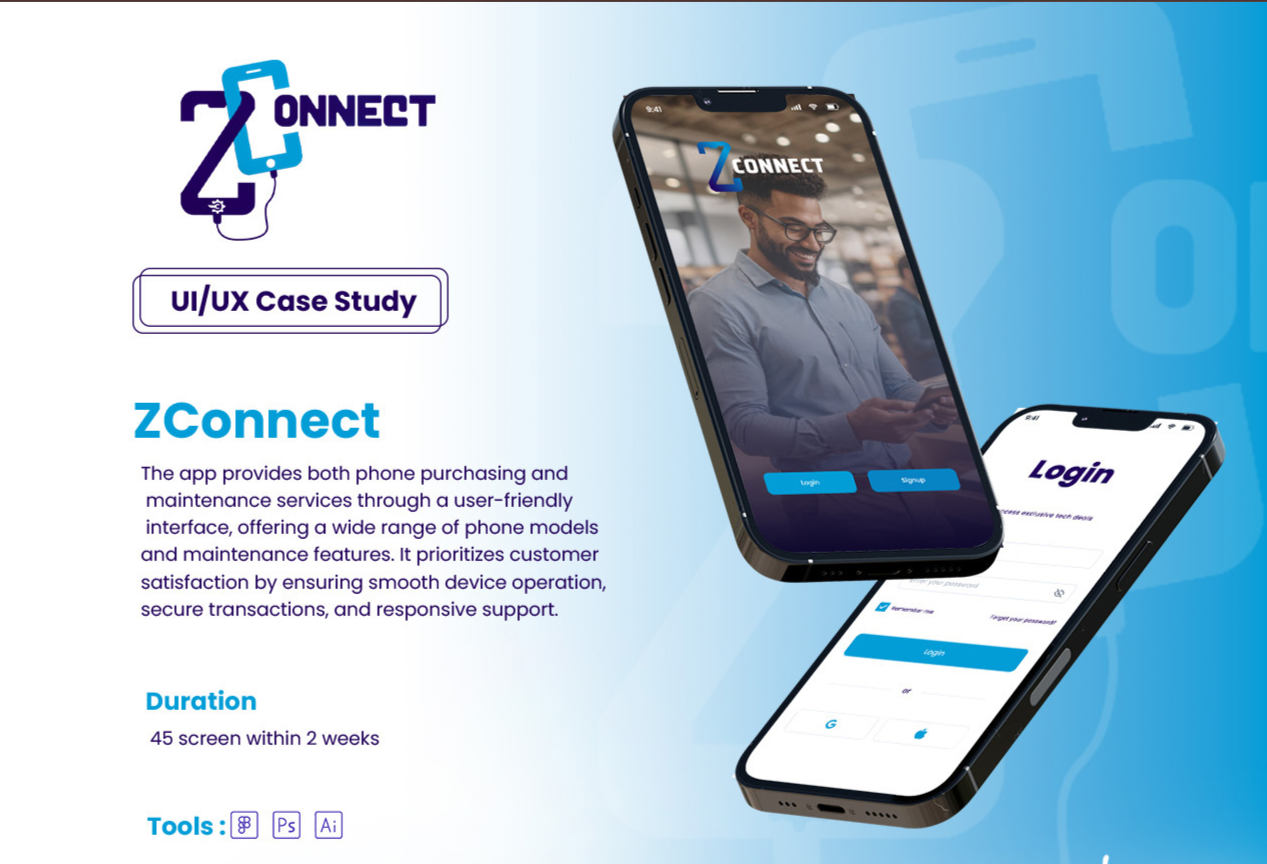 ZCONNECT
UI/UX Case Study
ZConnect
The app provides both phone purchasing and
maintenance services through a user-friendly
interface, offering a wide range of phone models
and maintenance features. It prioritizes customer
satisfaction by ensuring smooth device operation,
secure transactions, and responsive support.
Duration
45 screen within 2 weeks
Tools :
Ps
Ai
9:41
ZCONNECT
Login
Signup
9:41
Login
access exclusive tech deals
Enter your password
Remember me
Forget your password?
Login
or
G